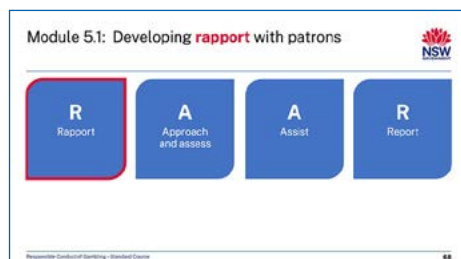 Module 5.1: Developing rapport with patrons
NSW
GOVERNMENT
R
Rapport
A
Approach
and assess
A
Assist
R
Report
Responsible Conduct of Gambling - Standard Course
68